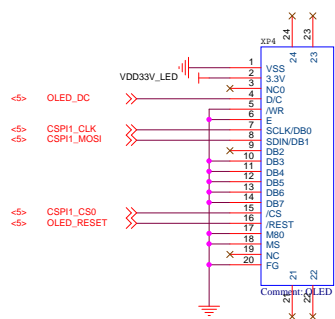 24 23
XP4
24 23
1 VSS
VDD33V_LED 2 3.3V
3 NC0
<5> OLED_DC 4 D/C
5 /WR
6 E
<5> CSPI1_CLK 7 SCLK/DB0
<5> CSPI1_MOSI 8 SDIN/DB1
9 DB2
10 DB3
11 DB4
12 DB5
13 DB6
14 DB7
<5> CSPI1_CS0 15 /CS
<5> OLED_RESET 16 /REST
17 M80
18 MS
19 NC
20 FG
21 22
Comment: OLED
21 22